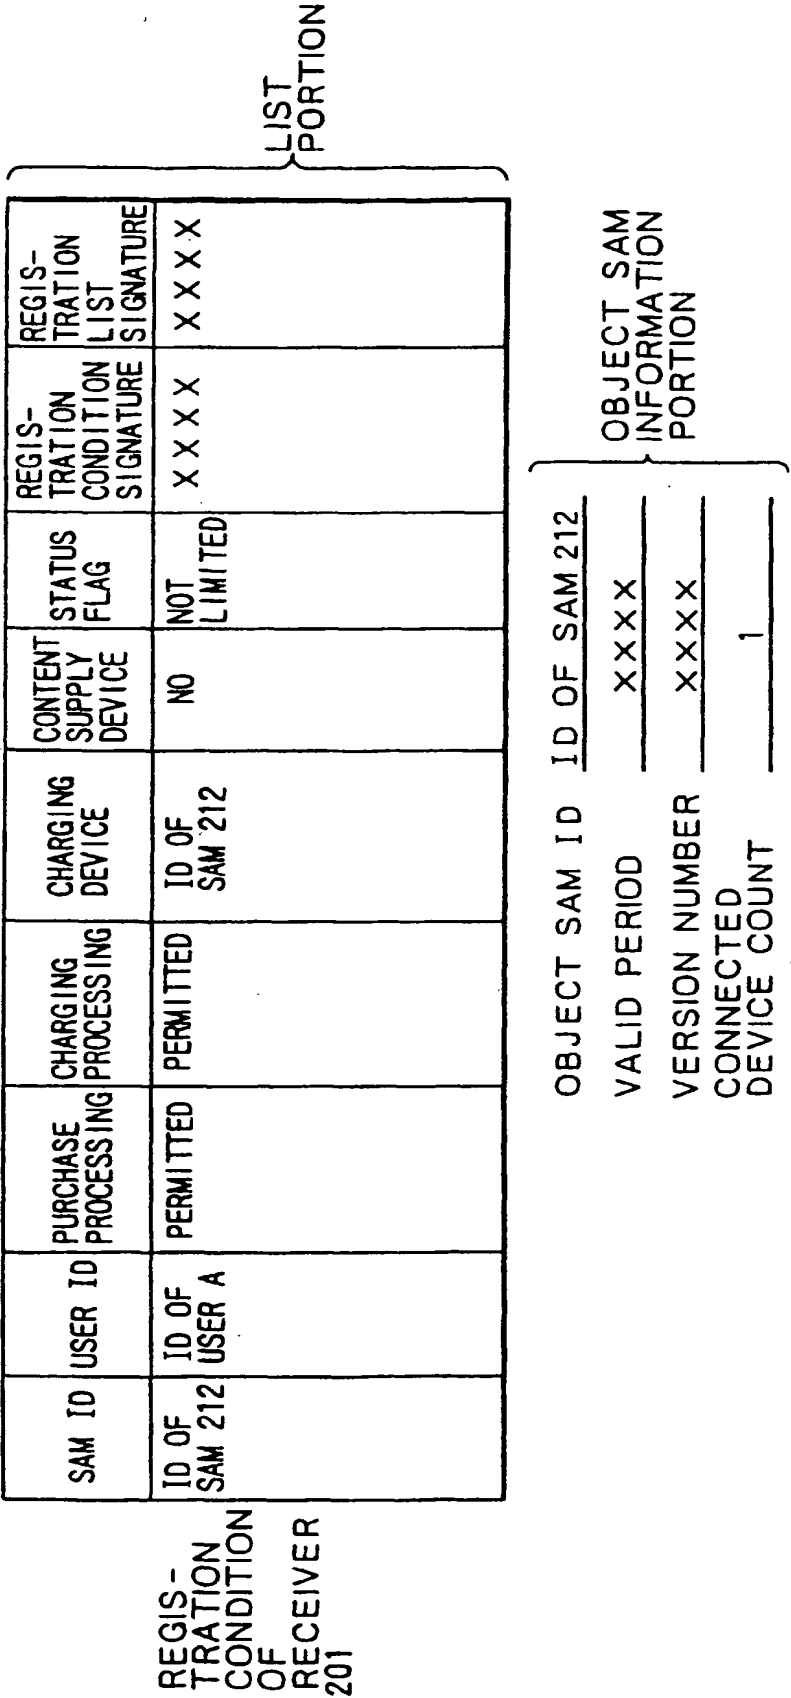 SAM ID
USER ID
PURCHASE
PROCESSING
CHARGING
PROCESSING
CHARGING
DEVICE
CONTENT
SUPPLY
DEVICE
STATUS
FLAG
REGIS-
TRATION
CONDITION
SIGNATURE
REGIS-
TRATION
LIST
SIGNATURE
REGIS-
TRATION
CONDITION
OF
RECEIVER
201
ID OF
SAM 212
ID OF
USER A
PERMITTED
PERMITTED
ID OF
SAM 212
NO
NOT
LIMITED
XXXX
XXXX
LIST
PORTION
OBJECT SAM ID ID OF SAM 212
VALID PERIOD XXXX
VERSION NUMBER XXXX
CONNECTED
DEVICE COUNT 1
OBJECT SAM
INFORMATION
PORTION